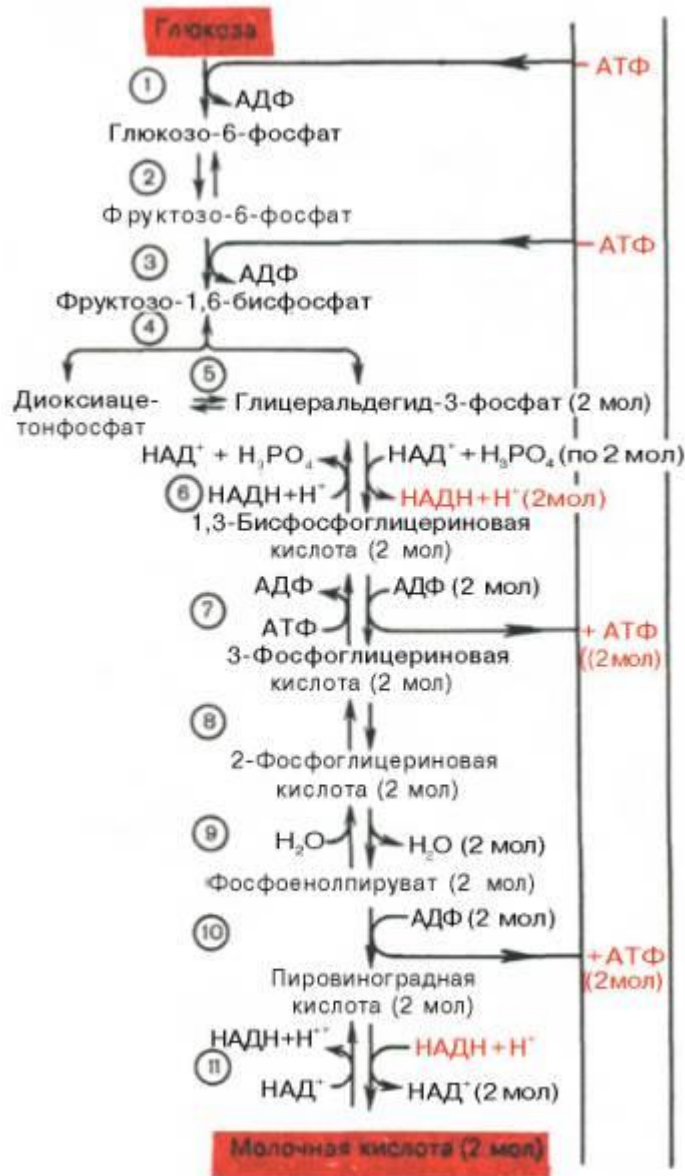 Глюкоза
− АТФ
1
АДФ
Глюкозо-6-фосфат
2
Фруктозо-6-фосфат
− АТФ
3
АДФ
Фруктозо-1,6-бисфосфат
4
5
Диоксиаце-
тонфосфат
Глицеральдегид-3-фосфат (2 мол)
НАД⁺ + H₃PO₄
НАД⁺ + H₃PO₄ (по 2 мол)
6
НАДН+Н⁺
НАДН+Н⁺ (2мол)
1,3-Бисфосфоглицериновая
кислота (2 мол)
АДФ
АДФ (2 мол)
7
АТФ
+ АТФ
((2мол)
3-Фосфоглицериновая
кислота (2 мол)
8
2-Фосфоглицериновая
кислота (2 мол)
9
H₂O
H₂O (2 мол)
Фосфоенолпируват (2 мол)
10
АДФ (2 мол)
+АТФ
(2мол)
Пировиноградная
кислота (2 мол)
НАДН+Н⁺
НАДН+Н⁺
11
НАД⁺
НАД⁺ (2 мол)
Молочная кислота (2 мол)